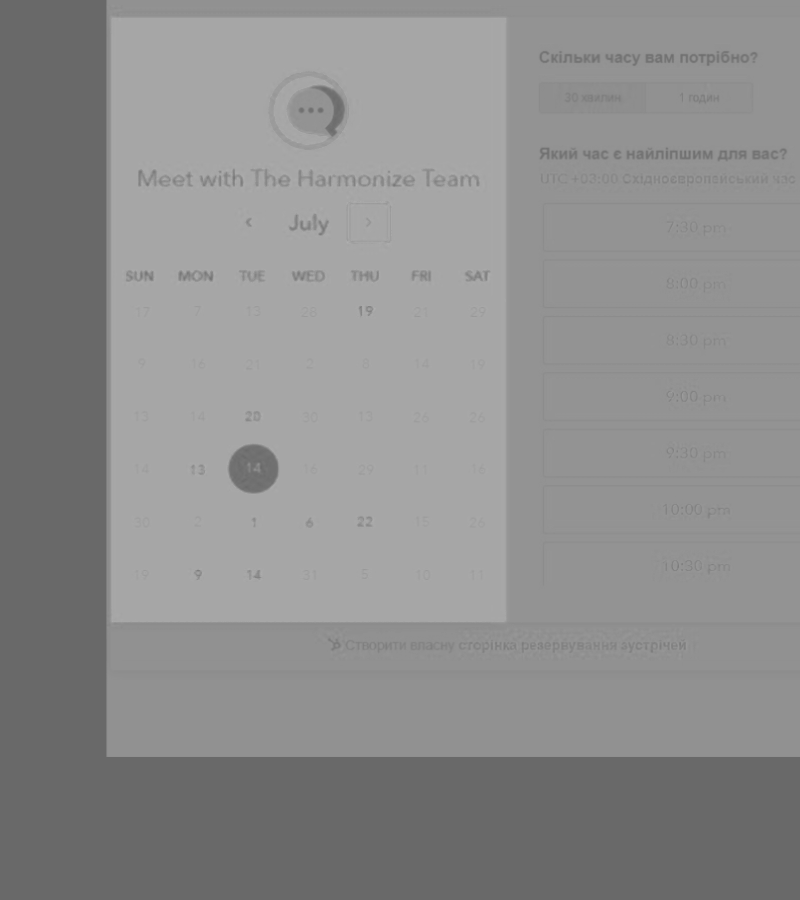 Meet with The Harmonize Team
July
SUN MON TUE WED THU FRI SAT
17 7 13 28 19 21 29
9 16 21 2 8 14 19
13 14 20 30 13 26 26
14 13 14 16 29 11 16
30 2 1 6 22 15 26
19 9 14 31 5 10 11
Скільки часу вам потрібно?
30 хвилин 1 годин
Який час є найліпшим для вас?
UTC +03:00 Східноєвропейський час
7:30 pm
8:00 pm
8:30 pm
9:00 pm
9:30 pm
10:00 pm
10:30 pm
Створити власну сторінка резервування зустрічей